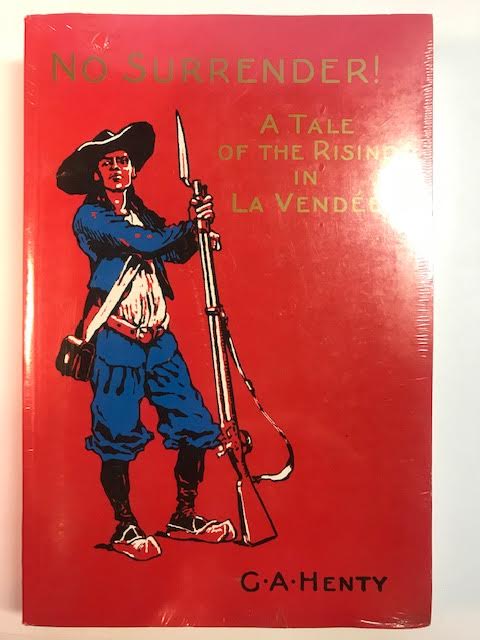 NO SURRENDER!
A TALE
OF THE RISING
IN
LA VENDÉE
G·A·HENTY